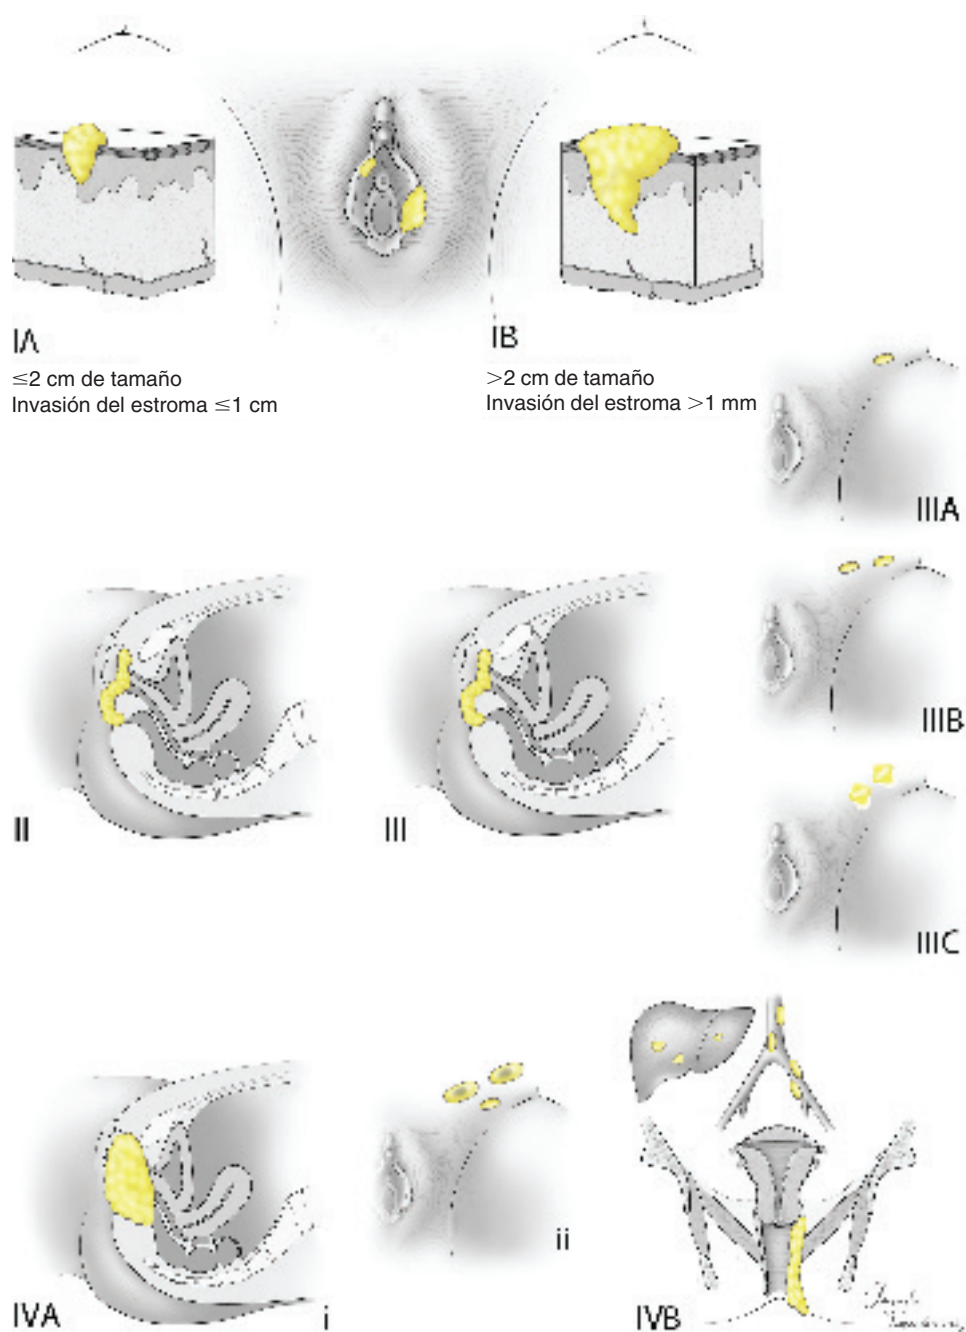 IA
≤2 cm de tamaño
Invasión del estroma ≤1 cm
IB
>2 cm de tamaño
Invasión del estroma >1 mm
IIIA
IIIB
II
III
IIIC
IVA
i
ii
IVB